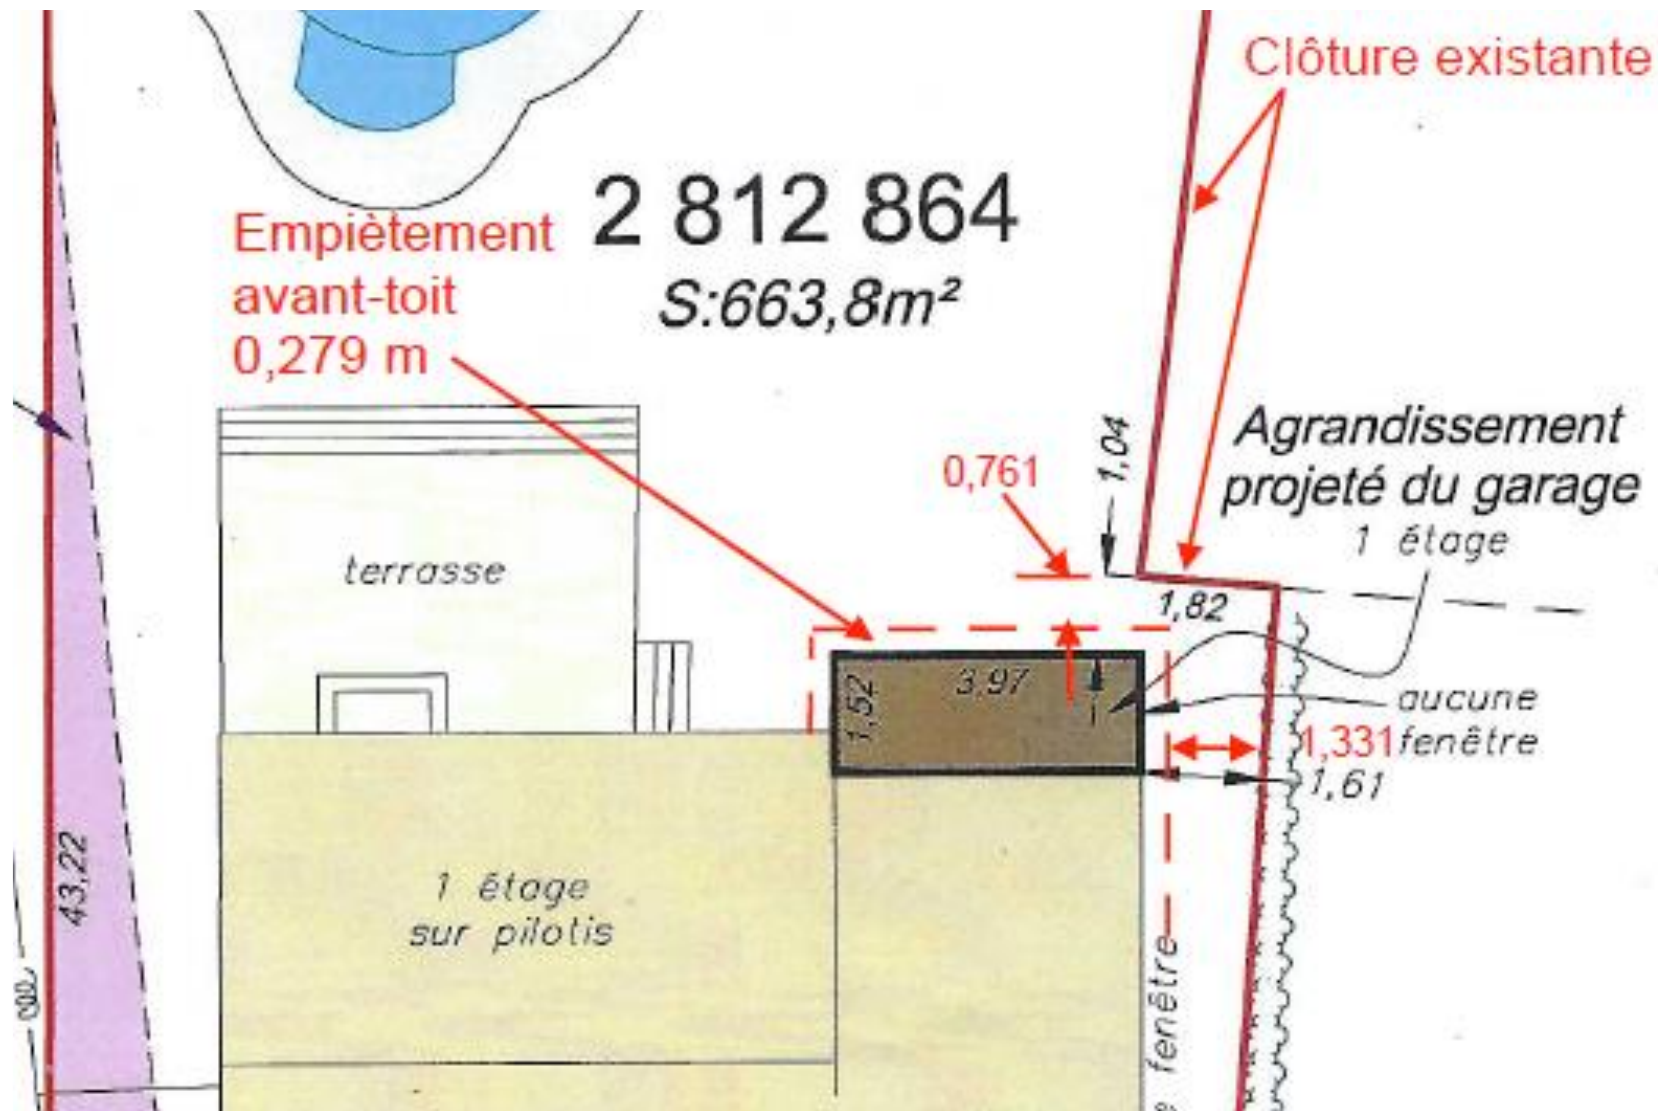 Clôture existante
2 812 864
S:663,8m²
Empiètement
avant-toit
0,279 m
1,04
0,761
Agrandissement
projeté du garage
1 étage
terrasse
1,82
3,97
1,52
aucune
fenêtre
1,331
1,61
43,22
1 étage
sur pilotis
fenêtre